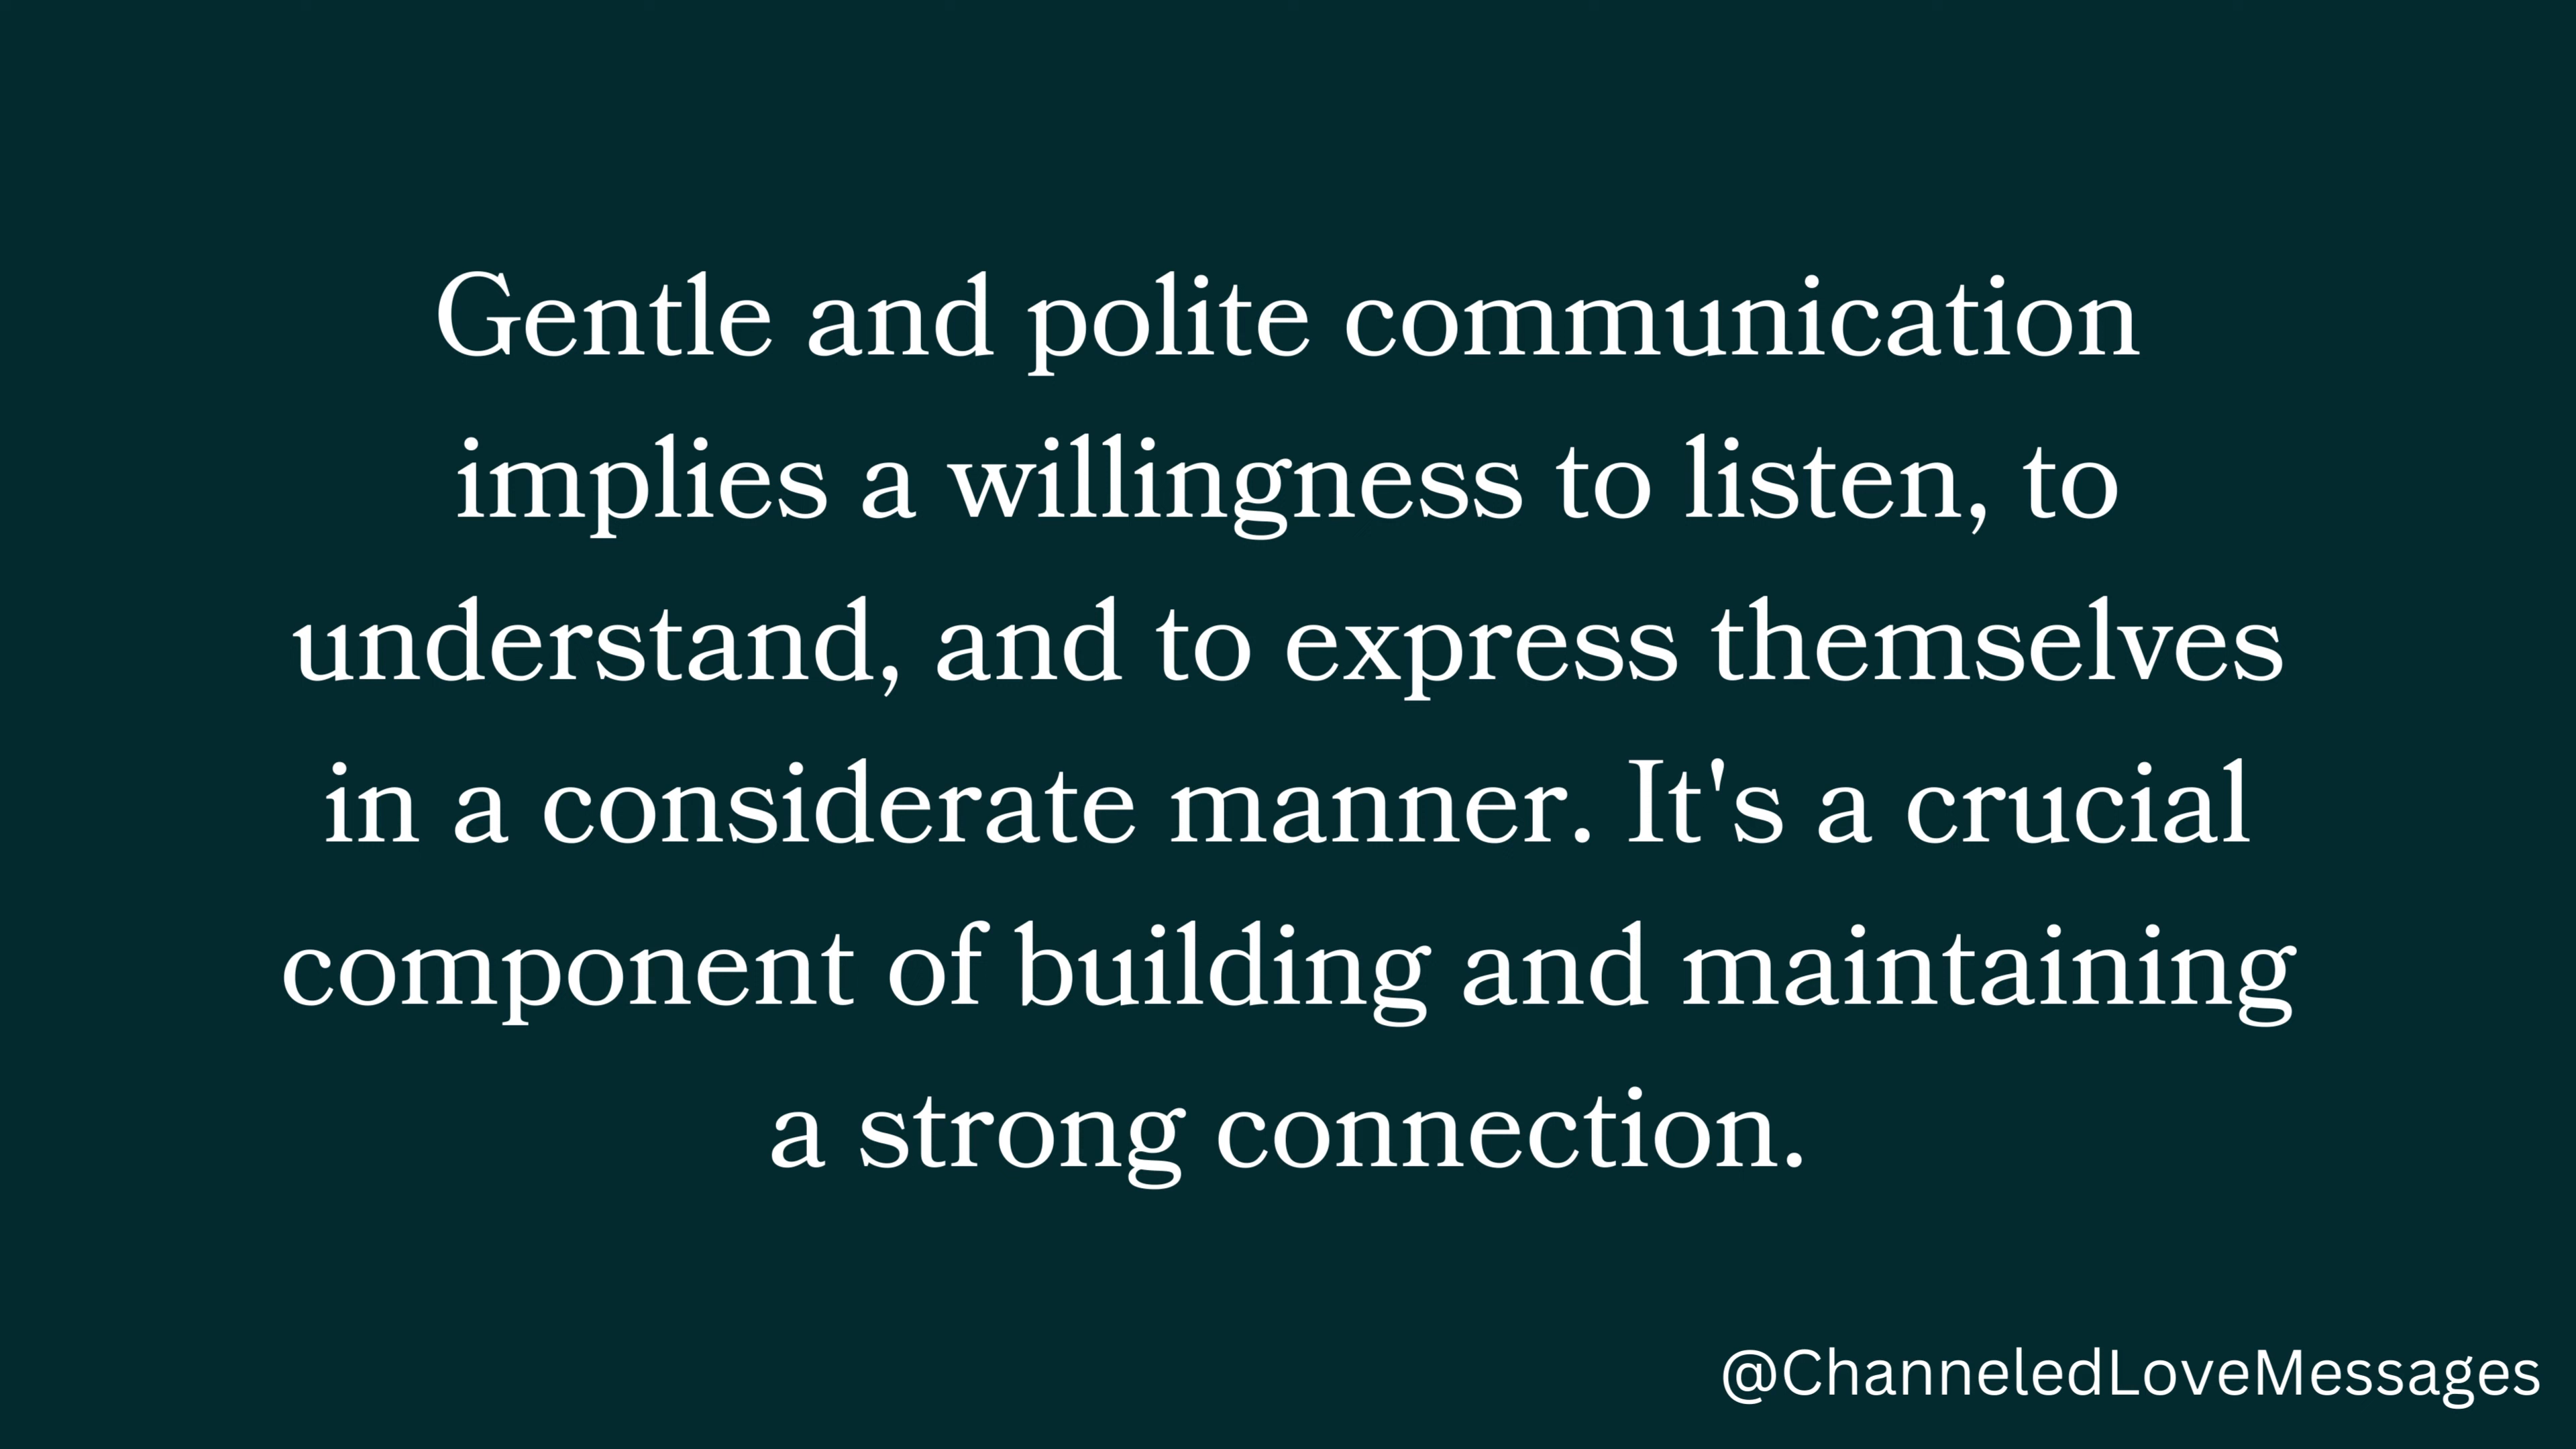 Gentle and polite communication
implies a willingness to listen, to
understand, and to express themselves
in a considerate manner. It's a crucial
component of building and maintaining
a strong connection.
@ChanneledLoveMessages